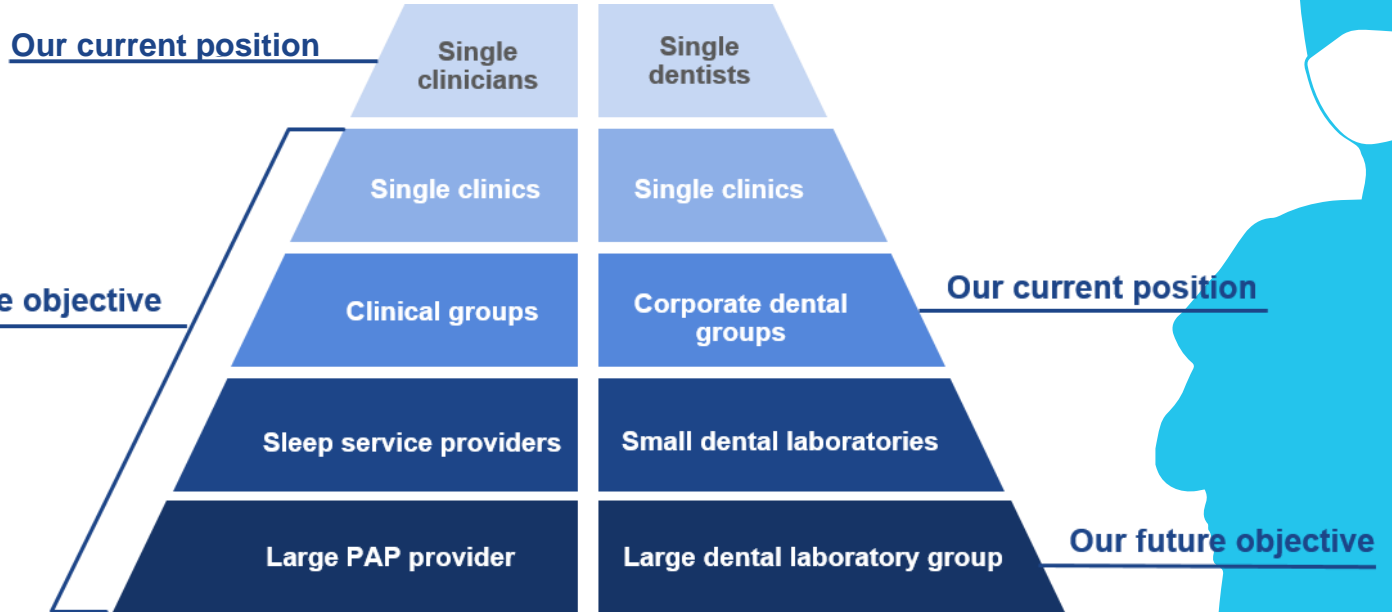 Our current position
Single
clinicians
Single
dentists
Single clinics
Single clinics
e objective
Clinical groups
Corporate dental
groups
Our current position
Sleep service providers
Small dental laboratories
Large PAP provider
Large dental laboratory group
Our future objective